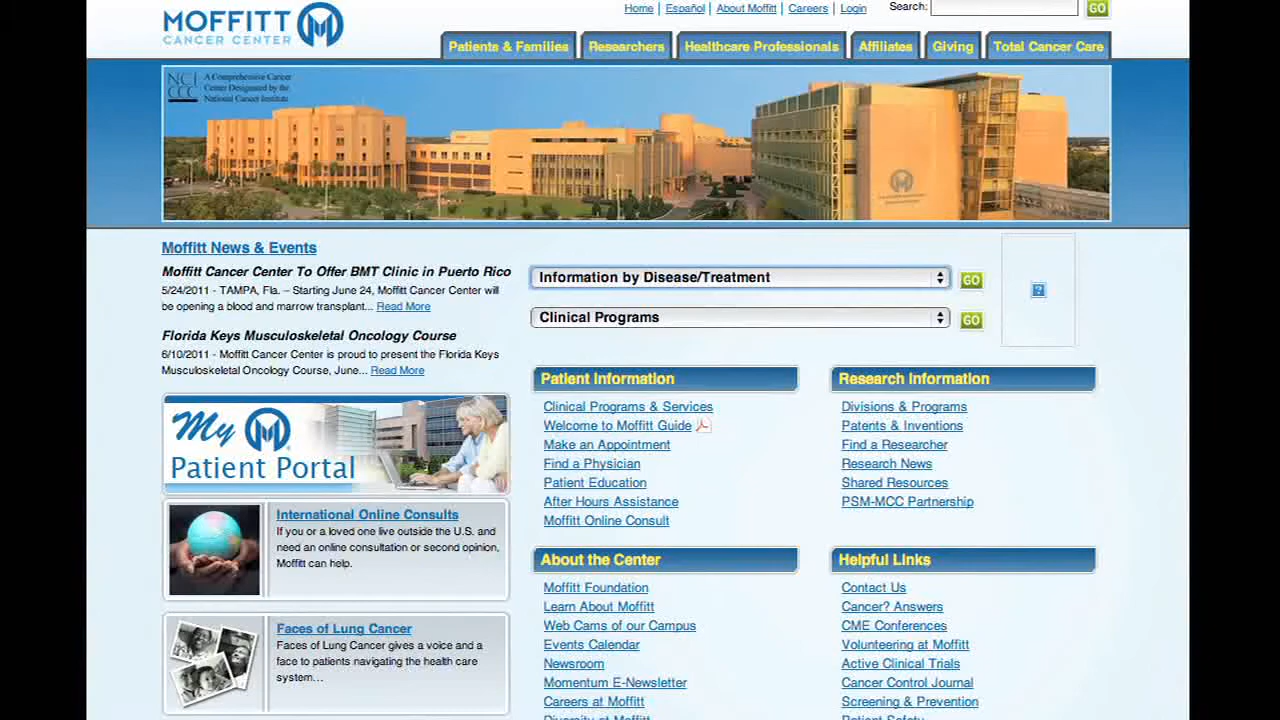 MOFFITT
CANCER CENTER
Home | Español | About Moffitt | Careers | Login
Search:
GO
Patients & Families
Researchers
Healthcare Professionals
Affiliates
Giving
Total Cancer Care
NCI
CCC
A Comprehensive Cancer
Center Designated by the
National Cancer Institute
Moffitt News & Events
Moffitt Cancer Center To Offer BMT Clinic in Puerto Rico
5/24/2011 - TAMPA, Fla. – Starting June 24, Moffitt Cancer Center will
be opening a blood and marrow transplant... Read More
Florida Keys Musculoskeletal Oncology Course
6/10/2011 - Moffitt Cancer Center is proud to present the Florida Keys
Musculoskeletal Oncology Course, June... Read More
My
Patient Portal
International Online Consults
If you or a loved one live outside the U.S. and
need an online consultation or second opinion,
Moffitt can help.
Faces of Lung Cancer
Faces of Lung Cancer gives a voice and a
face to patients navigating the health care
system...
Information by Disease/Treatment
GO
Clinical Programs
GO
?
Patient Information
Clinical Programs & Services
Welcome to Moffitt Guide
Make an Appointment
Find a Physician
Patient Education
After Hours Assistance
Moffitt Online Consult
Research Information
Divisions & Programs
Patents & Inventions
Find a Researcher
Research News
Shared Resources
PSM-MCC Partnership
About the Center
Moffitt Foundation
Learn About Moffitt
Web Cams of our Campus
Events Calendar
Newsroom
Momentum E-Newsletter
Careers at Moffitt
Diversity at Moffitt
Helpful Links
Contact Us
Cancer? Answers
CME Conferences
Volunteering at Moffitt
Active Clinical Trials
Cancer Control Journal
Screening & Prevention
Patient Safety